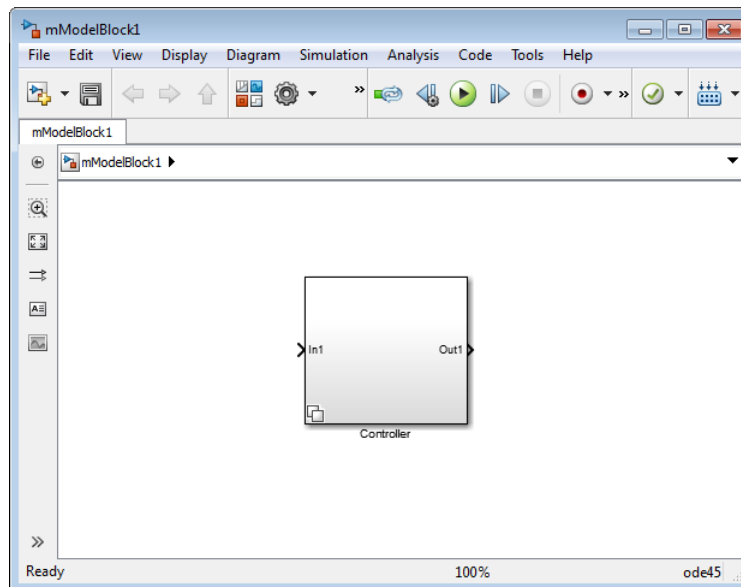 mModelBlock1
File Edit View Display Diagram Simulation Analysis Code Tools Help
mModelBlock1
mModelBlock1
In1 Out1
Controller
Ready 100% ode45